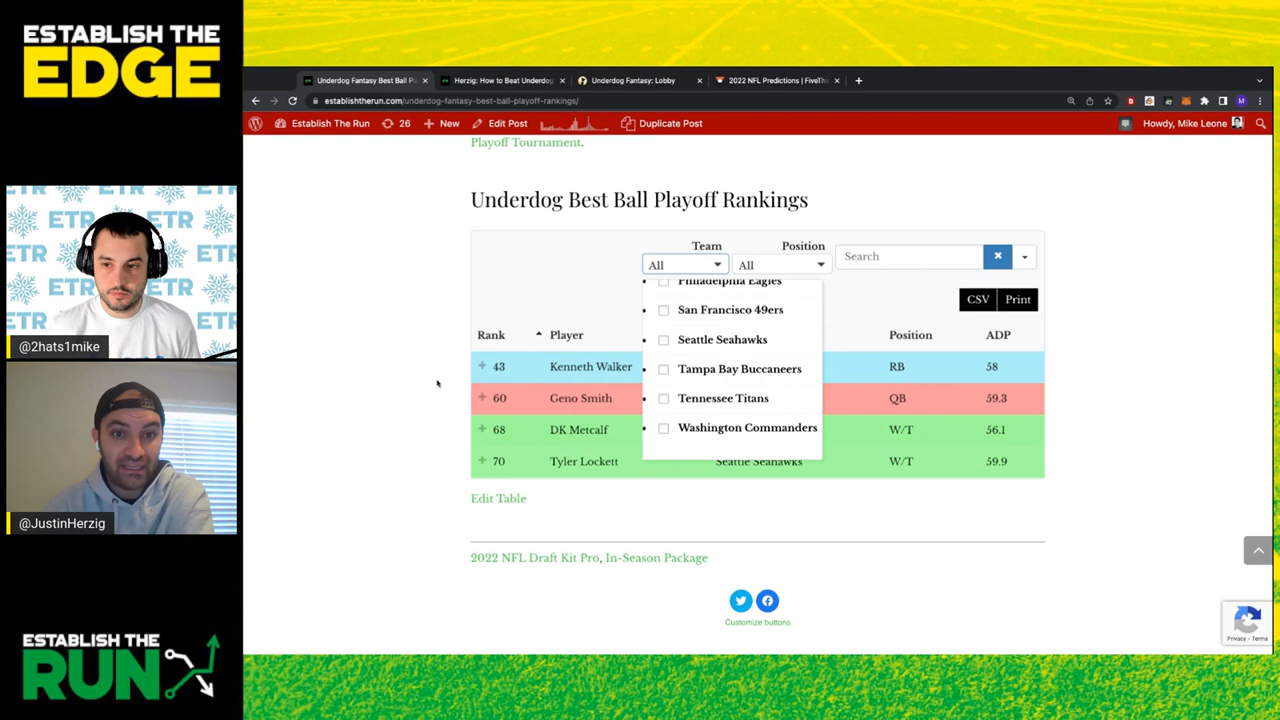 ESTABLISH THE
EDGE
ETR
@2hats1mike
@JustinHerzig
ESTABLISH THE
RUN
Underdog Fantasy Best Ball Pl
Herzig: How to Beat Underdog
Underdog Fantasy: Lobby
2022 NFL Predictions | FiveThi
establishtherun.com/underdog-fantasy-best-ball-playoff-rankings/
Establish The Run 26 New Edit Post Duplicate Post Howdy, Mike Leone
Playoff Tournament.
Underdog Best Ball Playoff Rankings
Team Position
All All Search
CSV Print
Philadelphia Eagles
San Francisco 49ers
Seattle Seahawks
Tampa Bay Buccaneers
Tennessee Titans
Washington Commanders
Rank Player Position ADP
43 Kenneth Walker RB 58
60 Geno Smith QB 59.3
68 DK Metcalf W/T 56.1
70 Tyler Lockett Seattle Seahawks W/T 59.9
Edit Table
2022 NFL Draft Kit Pro, In-Season Package
Customize buttons
Privacy - Terms